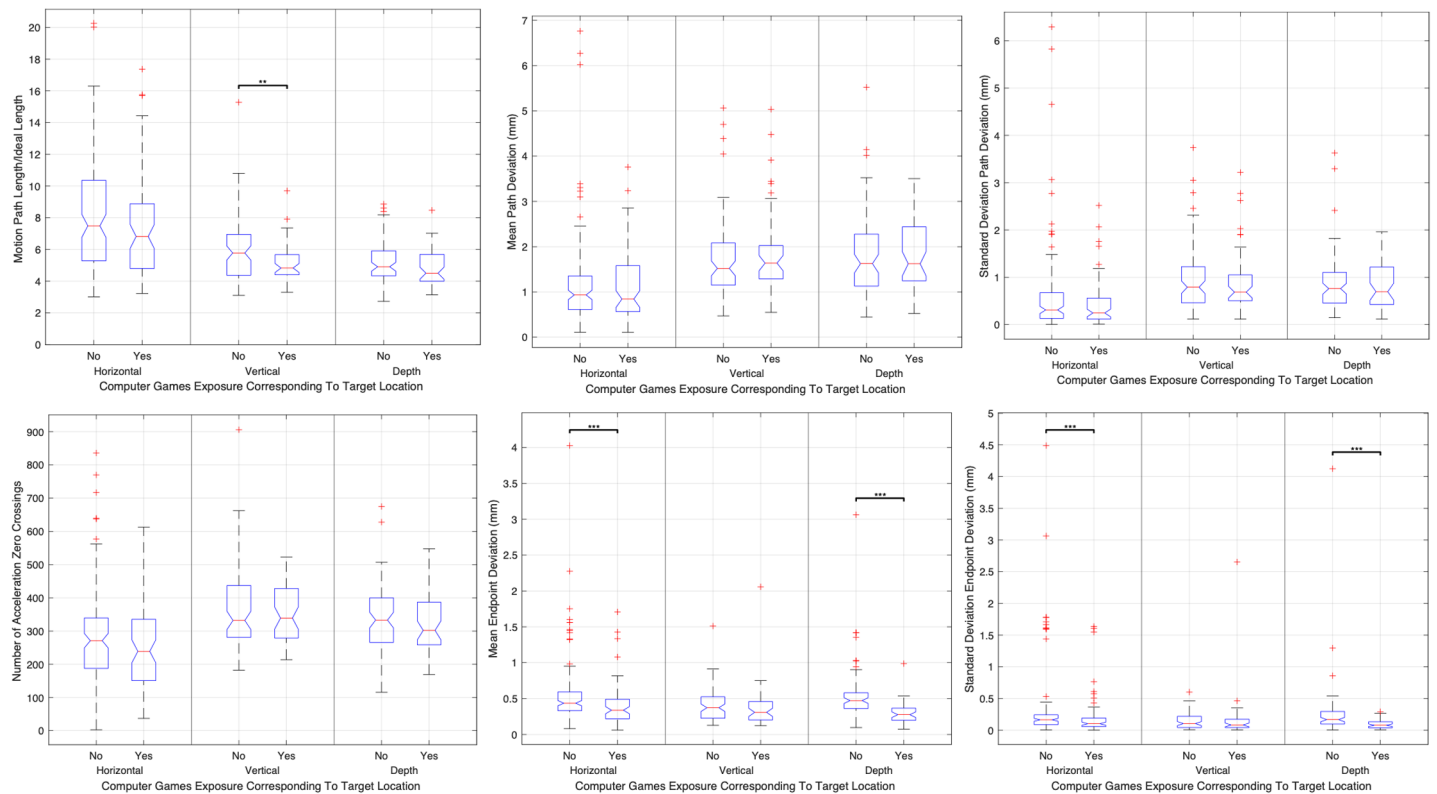 20
18
16
14
12
10
8
6
4
2
0
Motion Path Length/Ideal Length
**
No Yes No Yes No Yes
Horizontal Vertical Depth
Computer Games Exposure Corresponding To Target Location
7
6
5
4
3
2
1
0
Mean Path Deviation (mm)
No Yes No Yes No Yes
Horizontal Vertical Depth
Computer Games Exposure Corresponding To Target Location
6
5
4
3
2
1
0
Standard Deviation Path Deviation (mm)
No Yes No Yes No Yes
Horizontal Vertical Depth
Computer Games Exposure Corresponding To Target Location
900
800
700
600
500
400
300
200
100
0
Number of Acceleration Zero Crossings
No Yes No Yes No Yes
Horizontal Vertical Depth
Computer Games Exposure Corresponding To Target Location
4
3.5
3
2.5
2
1.5
1
0.5
0
Mean Endpoint Deviation (mm)
***
***
No Yes No Yes No Yes
Horizontal Vertical Depth
Computer Games Exposure Corresponding To Target Location
5
4.5
4
3.5
3
2.5
2
1.5
1
0.5
0
Standard Deviation Endpoint Deviation (mm)
***
***
No Yes No Yes No Yes
Horizontal Vertical Depth
Computer Games Exposure Corresponding To Target Location